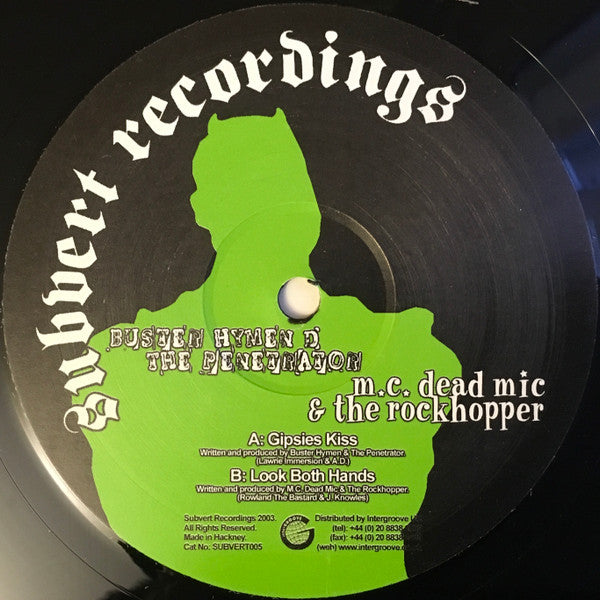 subvert recordings
BUSTER HYMEN &
THE PENETRATOR
m.c. dead mic
& the rockhopper
A: Gipsies Kiss
Written and produced by Buster Hymen & The Penetrator.
(Lawrie Immersion & A.D.)
B: Look Both Hands
Written and produced by M.C. Dead Mic & The Rockhopper.
(Rowland The Bastard & J. Knowles)
Subvert Recordings 2003.
All Rights Reserved.
Made in Hackney.
Cat No: SUBVERT005
Distributed by Intergroove
(tel): +44 (0) 20 8838
(fax): +44 (0) 20 8838
(web) www.intergroove.